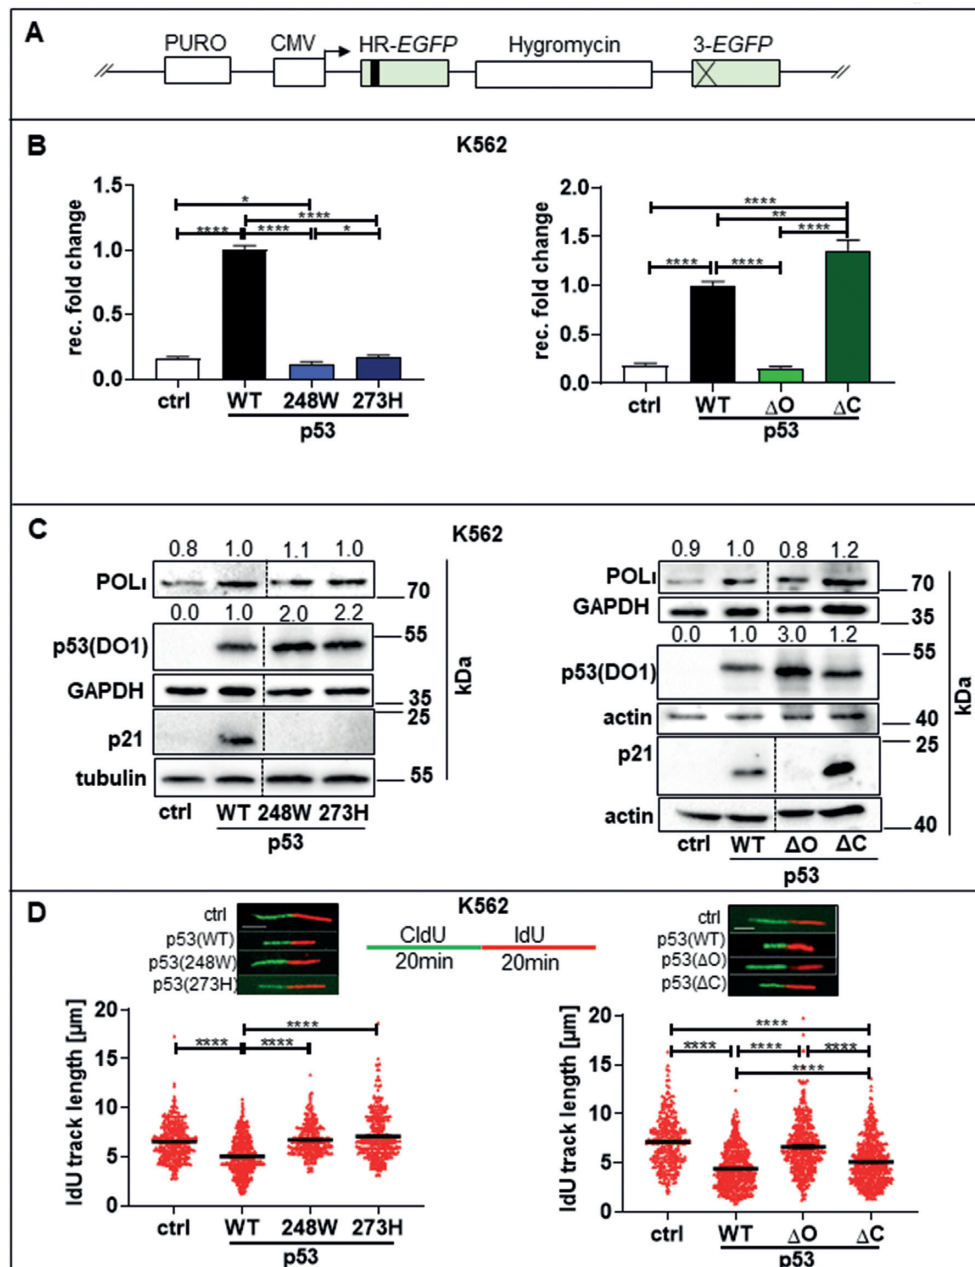 A
PURO CMV HR-EGFP Hygromycin 3-EGFP
B
K562
rec. fold change
1.5
1.0
0.5
0.0
*
****
**** **** *
ctrl WT 248W 273H
p53
rec. fold change
2.0
1.5
1.0
0.5
0.0
****
**
****
**** ****
ctrl WT ΔO ΔC
p53
C
K562
0.8 1.0 1.1 1.0
POLι 70
0.0 1.0 2.0 2.2
p53(DO1) 55
GAPDH 35
25
p21
tubulin 55
kDa
ctrl WT 248W 273H
p53
0.9 1.0 0.8 1.2
POLι 70
GAPDH 35
0.0 1.0 3.0 1.2
55
p53(DO1)
actin 40
25
p21
actin 40
kDa
ctrl WT ΔO ΔC
p53
D
K562
ctrl
p53(WT)
p53(248W)
p53(273H)
CldU IdU
20min 20min
ctrl
p53(WT)
p53(ΔO)
p53(ΔC)
IdU track length [µm]
20
15
10
5
0
****
**** ****
ctrl WT 248W 273H
p53
IdU track length [µm]
20
15
10
5
0
****
**** **** ****
****
ctrl WT ΔO ΔC
p53